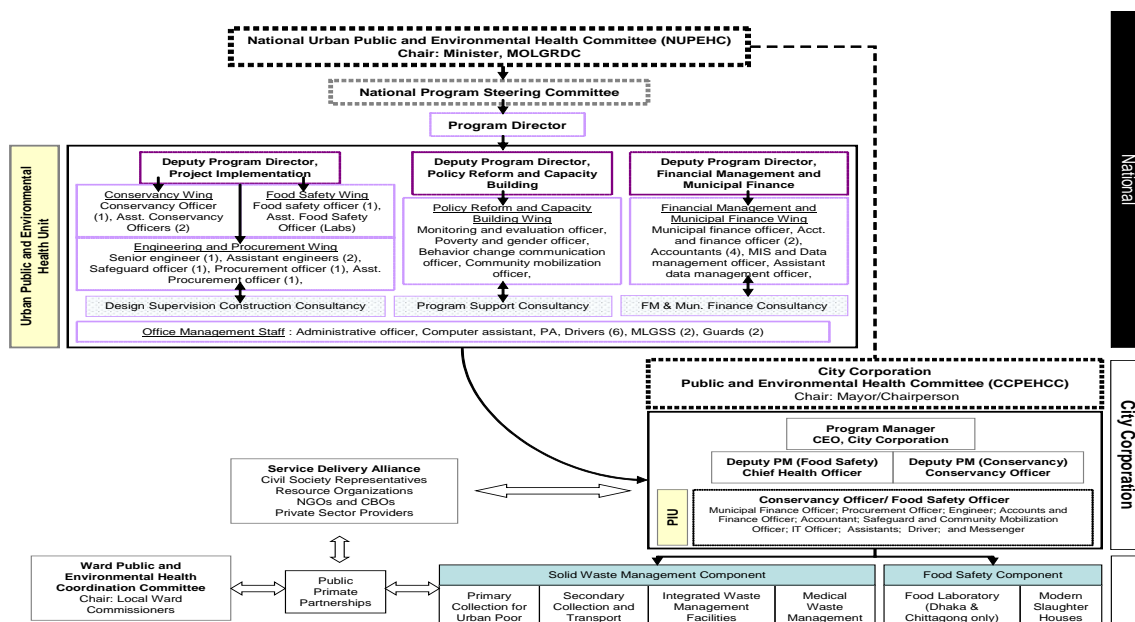 National Urban Public and Environmental Health Committee (NUPEHC)
Chair: Minister, MOLGRDC
National Program Steering Committee
Program Director
National
Urban Public and Environmental
Health Unit
Deputy Program Director,
Project Implementation
Deputy Program Director,
Policy Reform and Capacity
Building
Deputy Program Director,
Financial Management and
Municipal Finance
Conservancy Wing
Conservancy Officer
(1), Asst. Conservancy
Officers (2)
Food Safety Wing
Food safety officer (1),
Asst. Food Safety
Officer (Labs)
Engineering and Procurement Wing
Senior engineer (1), Assistant engineers (2),
Safeguard officer (1), Procurement officer (1), Asst.
Procurement officer (1),
Policy Reform and Capacity
Building Wing
Monitoring and evaluation officer,
Poverty and gender officer,
Behavior change communication
officer, Community mobilization
officer,
Financial Management and
Municipal Finance Wing
Municipal finance officer, Acct.
and finance officer (2),
Accountants (4), MIS and Data
management officer, Assistant
data management officer,
Design Supervision Construction Consultancy
Program Support Consultancy
FM & Mun. Finance Consultancy
Office Management Staff : Administrative officer, Computer assistant, PA, Drivers (6), MLGSS (2), Guards (2)
City Corporation
Public and Environmental Health Committee (CCPEHCC)
Chair: Mayor/Chairperson
City Corporation
Program Manager
CEO, City Corporation
Deputy PM (Food Safety)
Chief Health Officer
Deputy PM (Conservancy)
Conservancy Officer
PIU
Conservancy Officer/ Food Safety Officer
Municipal Finance Officer; Procurement Officer; Engineer; Accounts and
Finance Officer; Accountant; Safeguard and Community Mobilization
Officer; IT Officer; Assistants; Driver; and Messenger
Service Delivery Alliance
Civil Society Representatives
Resource Organizations
NGOs and CBOs
Private Sector Providers
Ward Public and
Environmental Health
Coordination Committee
Chair: Local Ward
Commissioners
Public
Private
Partnerships
Solid Waste Management Component
Primary
Collection for
Urban Poor
Secondary
Collection and
Transport
Integrated Waste
Management
Facilities
Medical
Waste
Management
Food Safety Component
Food Laboratory
(Dhaka &
Chittagong only)
Modern
Slaughter
Houses